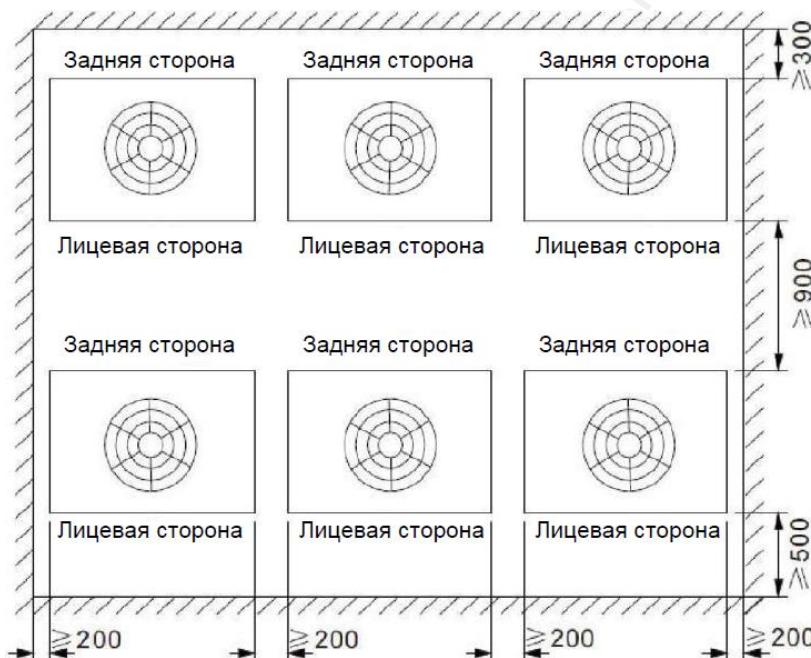 Задняя сторона Задняя сторона Задняя сторона
≥300
Лицевая сторона Лицевая сторона Лицевая сторона
≥900
Задняя сторона Задняя сторона Задняя сторона
Лицевая сторона Лицевая сторона Лицевая сторона
≥500
≥200 ≥200 ≥200 ≥200